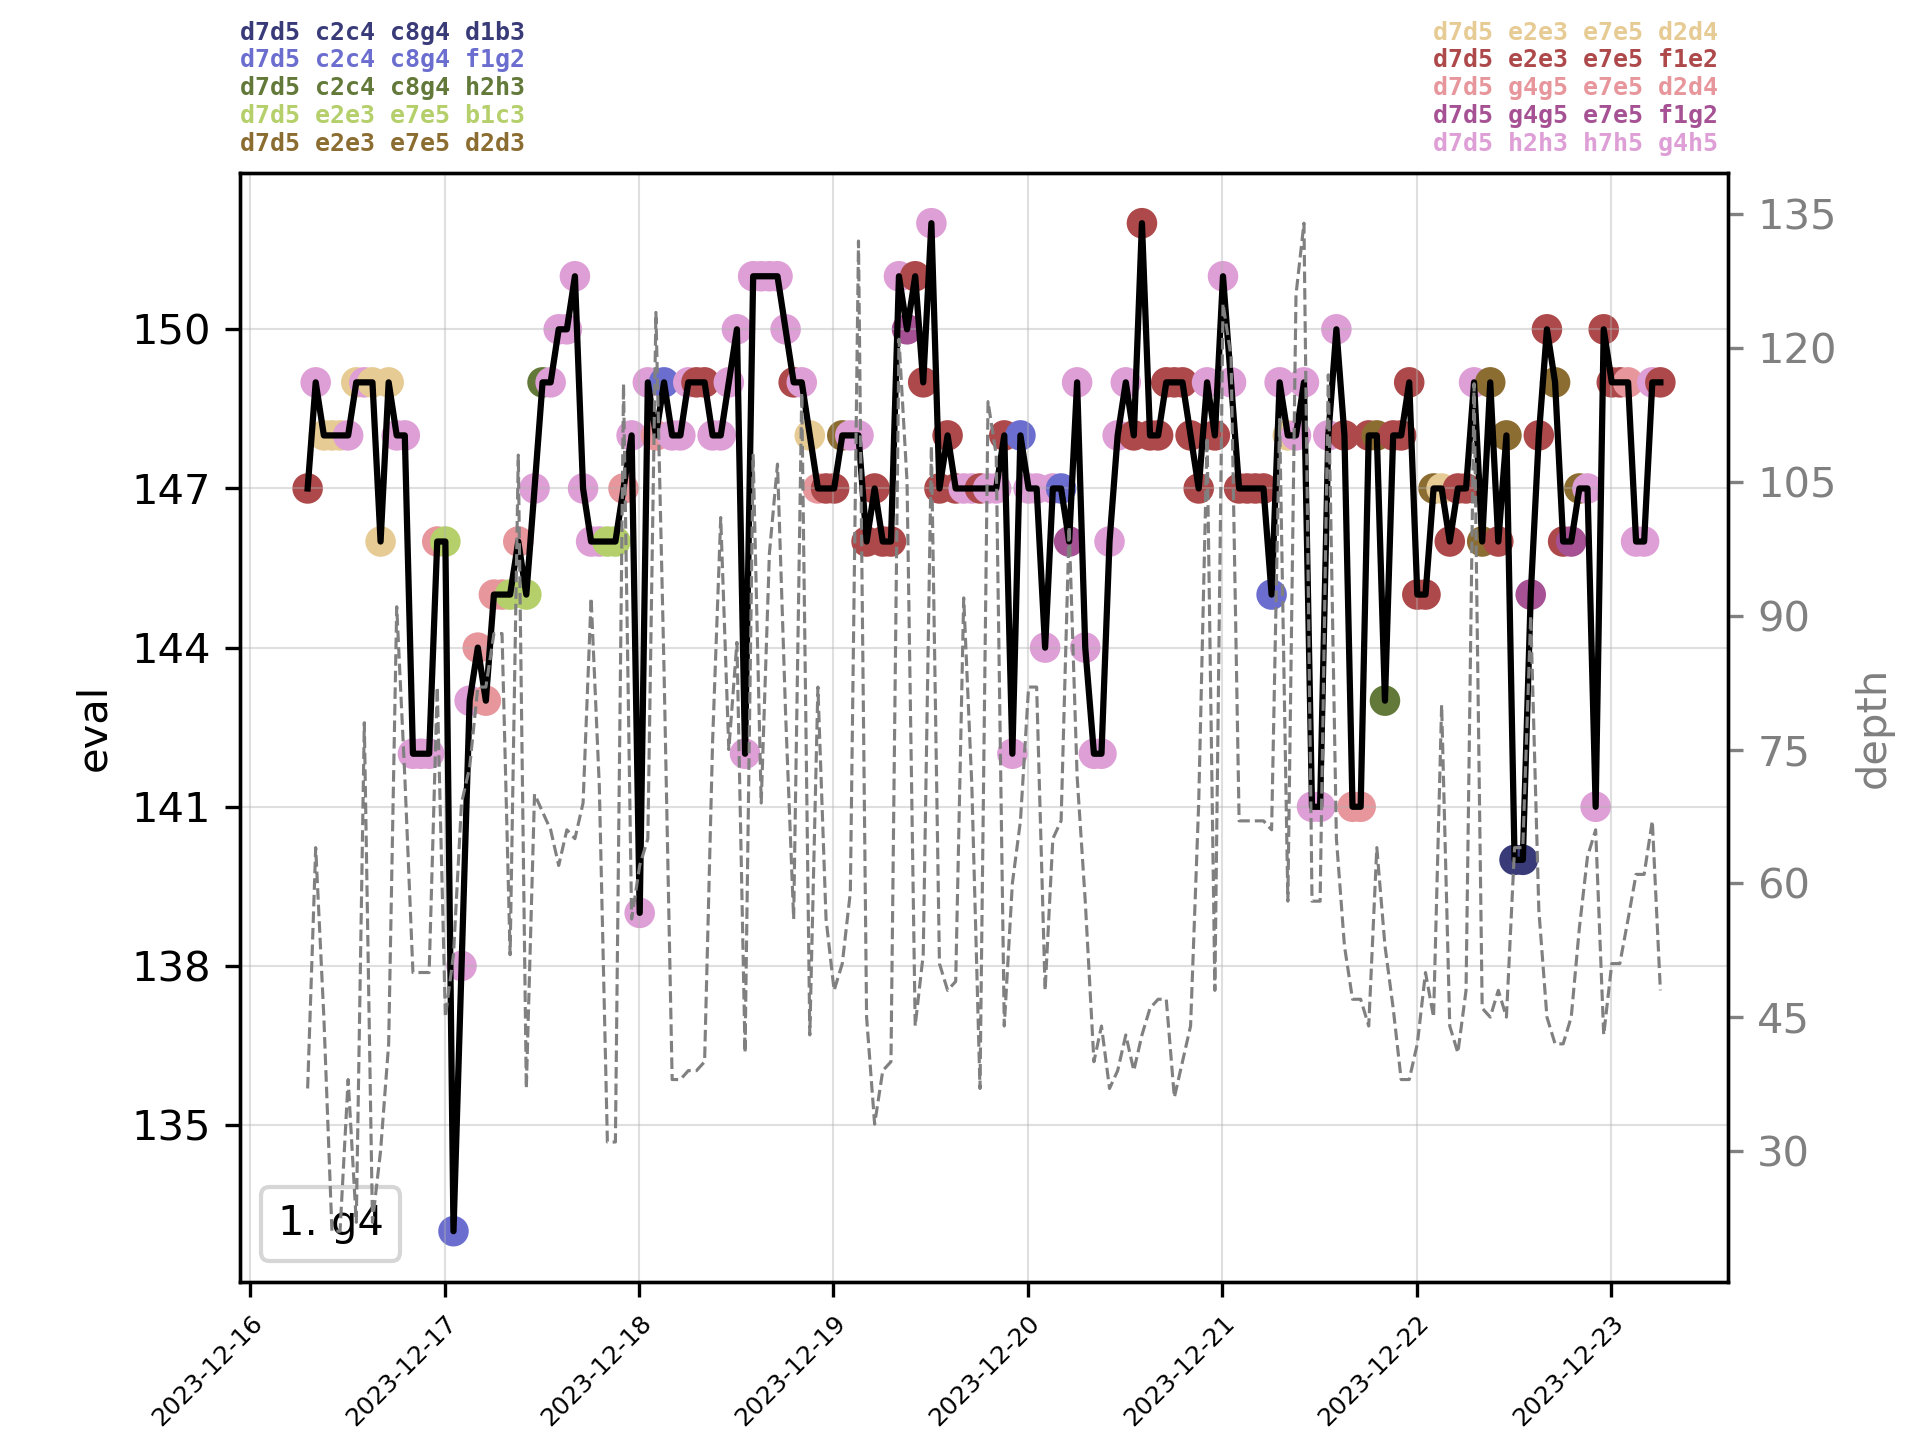 d7d5 c2c4 c8g4 d1b3
d7d5 c2c4 c8g4 f1g2
d7d5 c2c4 c8g4 h2h3
d7d5 e2e3 e7e5 b1c3
d7d5 e2e3 e7e5 d2d3
d7d5 e2e3 e7e5 d2d4
d7d5 e2e3 e7e5 f1e2
d7d5 g4g5 e7e5 d2d4
d7d5 g4g5 e7e5 f1g2
d7d5 h2h3 h7h5 g4h5
eval
150
147
144
141
138
135
135
120
105
90
75
60
45
30
depth
1. g4
2023-12-16
2023-12-17
2023-12-18
2023-12-19
2023-12-20
2023-12-21
2023-12-22
2023-12-23